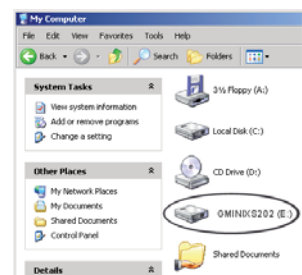 My Computer
File Edit View Favorites Tools Help
Back Search Folders
System Tasks
View system information
Add or remove programs
Change a setting
Other Places
My Network Places
My Documents
Shared Documents
Control Panel
Details
3½ Floppy (A:)
Local Disk (C:)
CD Drive (D:)
OMINIXS202 (E:)
Shared Documents